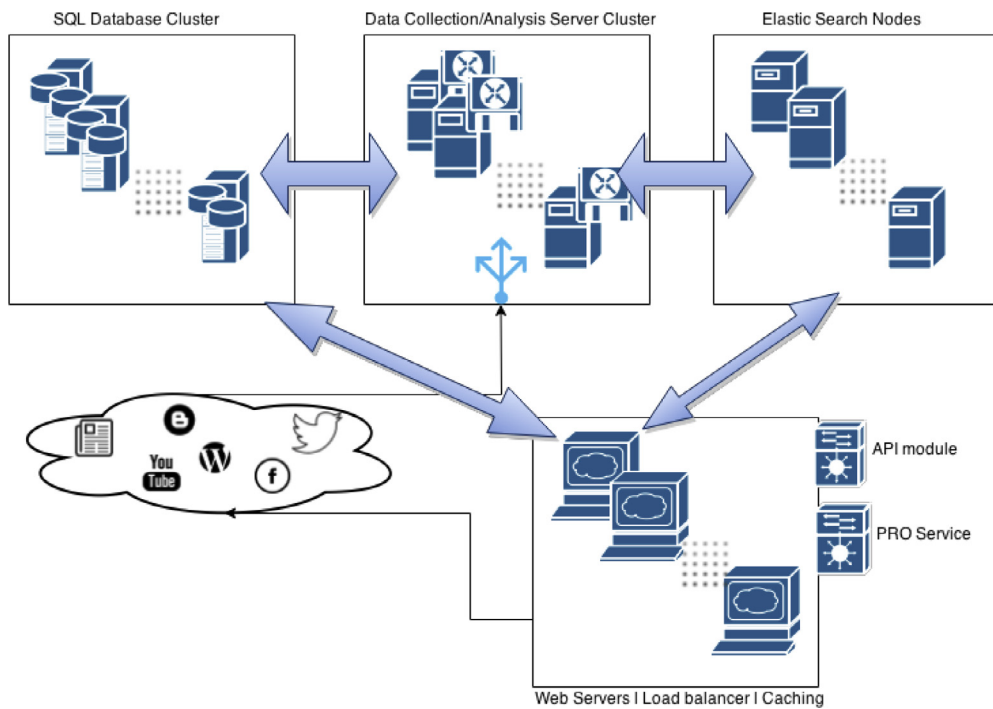 SQL Database Cluster
Data Collection/Analysis Server Cluster
Elastic Search Nodes
B
You
Tube
W
f
API module
PRO Service
Web Servers | Load balancer | Caching